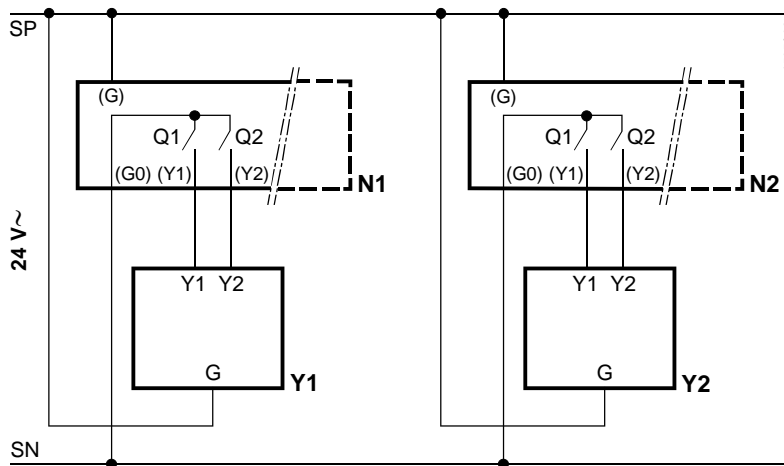 SP
(G) (G)
Q1 Q2 Q1 Q2
(G0) (Y1) (Y2) N1 (G0) (Y1) (Y2) N2
24 V~
Y1 Y2 Y1 Y2
G Y1 G Y2
SN